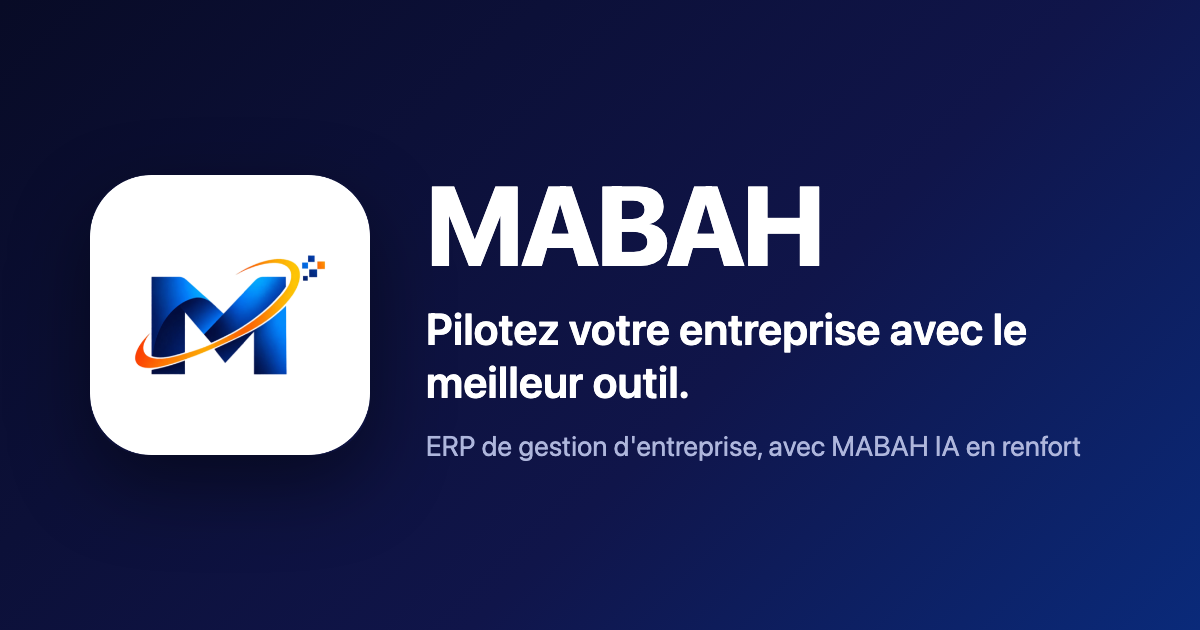 MABAH
Pilotez votre entreprise avec le
meilleur outil.
ERP de gestion d'entreprise, avec MABAH IA en renfort